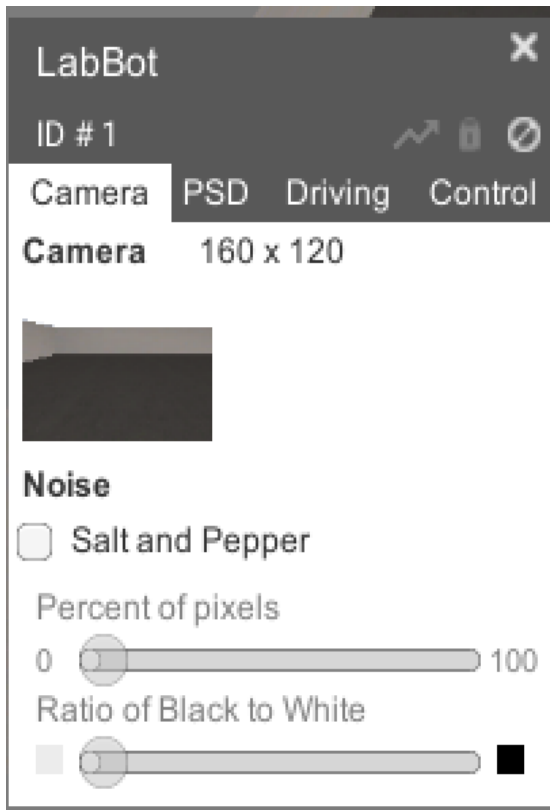 LabBot
ID # 1
Camera PSD Driving Control
Camera 160 x 120
Noise
Salt and Pepper
Percent of pixels
0 100
Ratio of Black to White